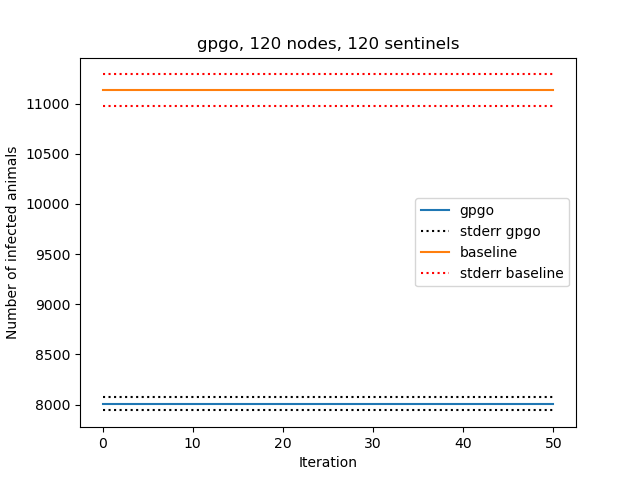 gpgo, 120 nodes, 120 sentinels
11000
10500
10000
9500
9000
8500
8000
Number of infected animals
gpgo
stderr gpgo
baseline
stderr baseline
0 10 20 30 40 50
Iteration